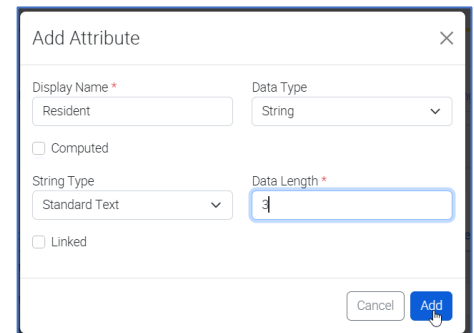 Add Attribute
Display Name * Data Type
Resident String
Computed
String Type Data Length *
Standard Text 3
Linked
Cancel Add